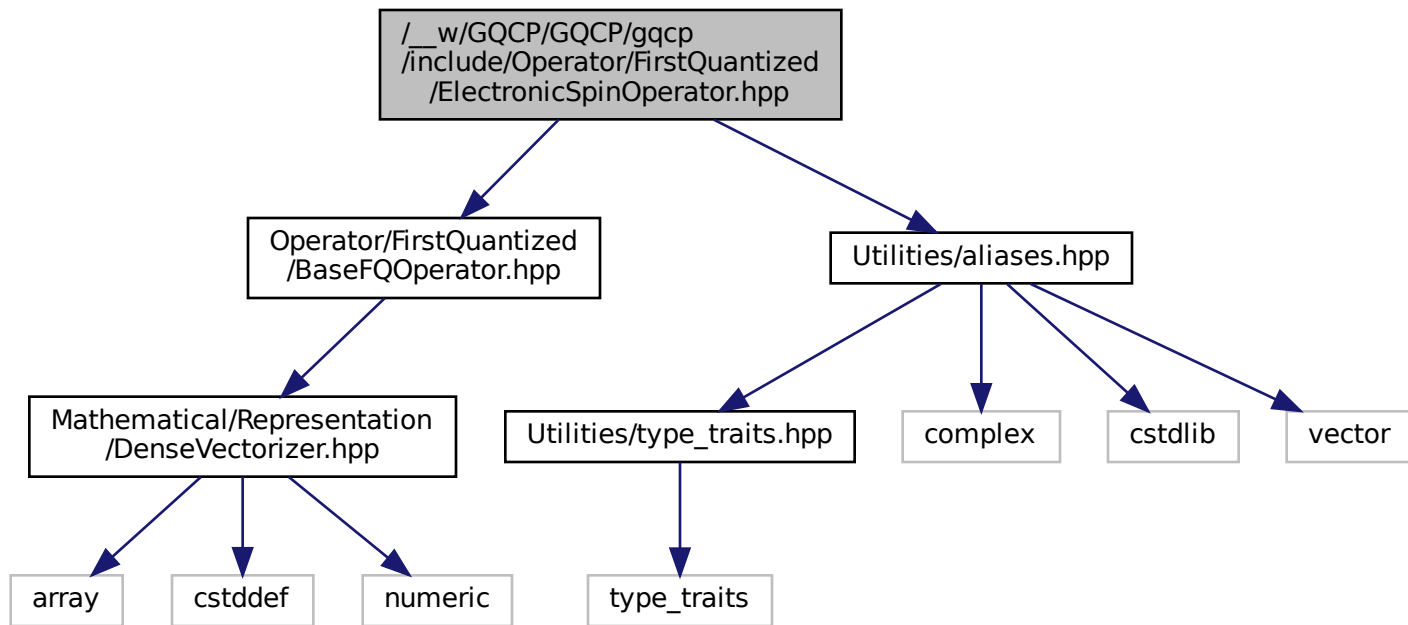 /__w/GQCP/GQCP/gqcp
/include/Operator/FirstQuantized
/ElectronicSpinOperator.hpp
Operator/FirstQuantized
/BaseFQOperator.hpp
Utilities/aliases.hpp
Mathematical/Representation
/DenseVectorizer.hpp
Utilities/type_traits.hpp
complex
cstdlib
vector
array
cstddef
numeric
type_traits